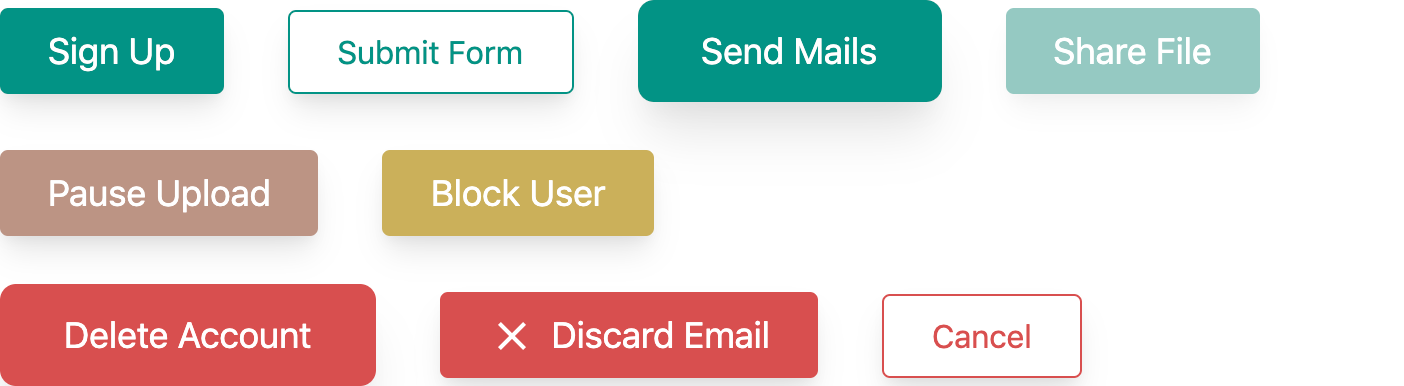 Sign Up Submit Form Send Mails Share File
Pause Upload Block User
Delete Account Discard Email Cancel